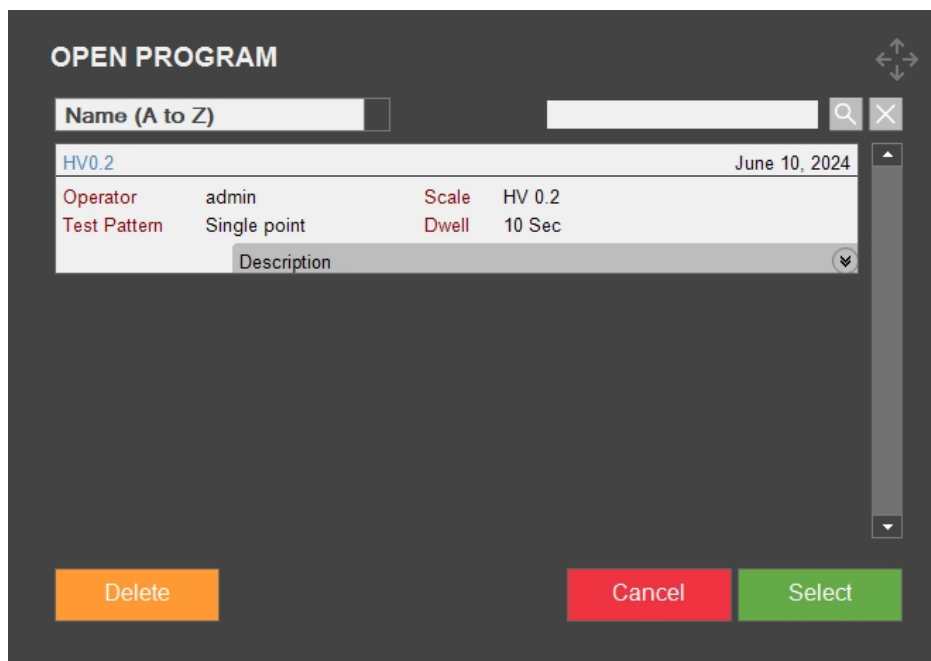 OPEN PROGRAM
Name (A to Z)
HV0.2 June 10, 2024
Operator admin Scale HV 0.2
Test Pattern Single point Dwell 10 Sec
Description
Delete Cancel Select